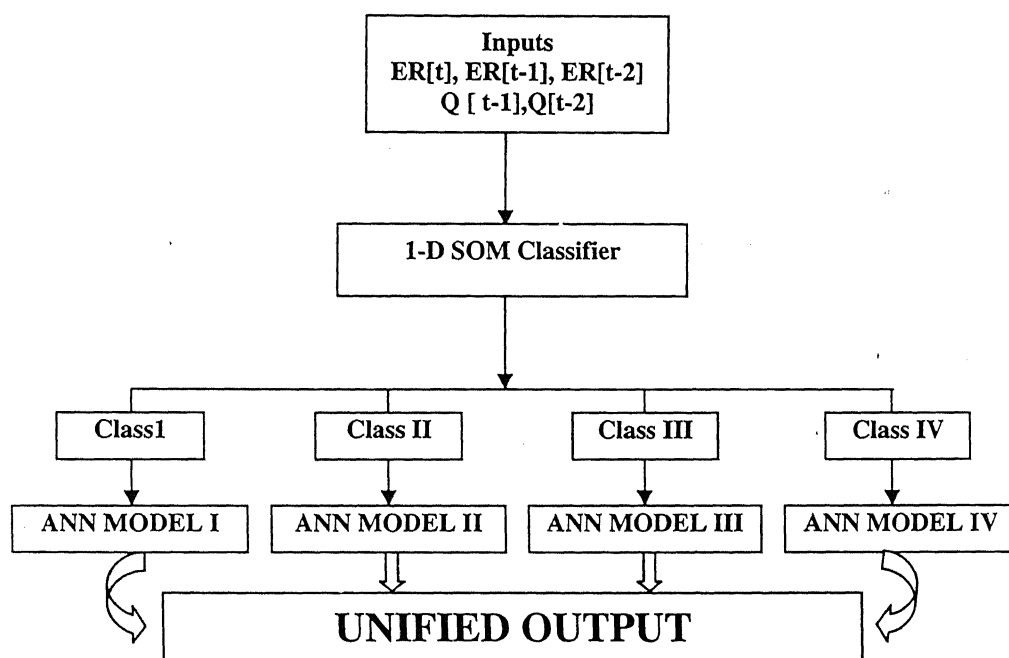 Inputs
ER[t], ER[t-1], ER[t-2]
Q [ t-1],Q[t-2]
1-D SOM Classifier
Class1
Class II
Class III
Class IV
ANN MODEL I
ANN MODEL II
ANN MODEL III
ANN MODEL IV
UNIFIED OUTPUT